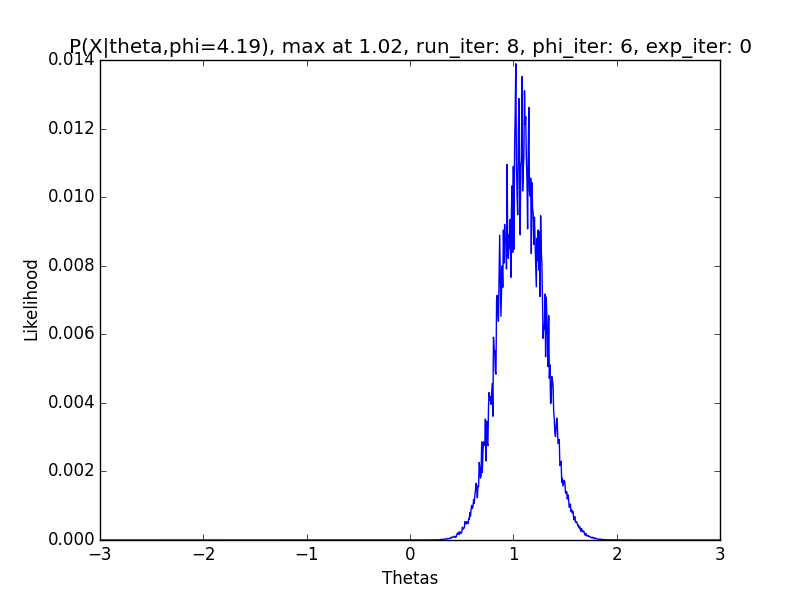 P(X|theta,phi=4.19), max at 1.02, run_iter: 8, phi_iter: 6, exp_iter: 0
0.014
0.012
0.010
0.008
0.006
0.004
0.002
0.000
Likelihood
−3 −2 −1 0 1 2 3
Thetas